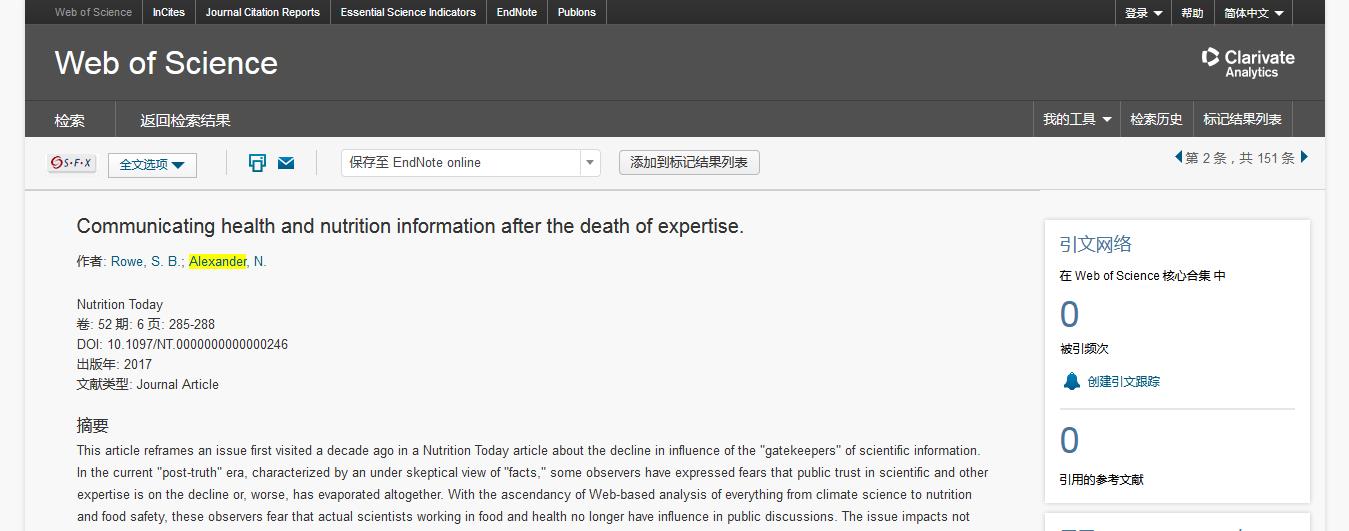 Web of Science InCites Journal Citation Reports Essential Science Indicators EndNote Publons 登录 帮助 简体中文
Web of Science
Clarivate
Analytics
检索 返回检索结果 我的工具 检索历史 标记结果列表
S·F·X 全文选项 保存至 EndNote online 添加到标记结果列表 第 2 条，共 151 条
Communicating health and nutrition information after the death of expertise.
作者: Rowe, S. B.; Alexander, N.
Nutrition Today
卷: 52 期: 6 页: 285-288
DOI: 10.1097/NT.0000000000000246
出版年: 2017
文献类型: Journal Article
摘要
This article reframes an issue first visited a decade ago in a Nutrition Today article about the decline in influence of the "gatekeepers" of scientific information.
In the current "post-truth" era, characterized by an under skeptical view of "facts," some observers have expressed fears that public trust in scientific and other
expertise is on the decline or, worse, has evaporated altogether. With the ascendancy of Web-based analysis of everything from climate science to nutrition
and food safety, these observers fear that actual scientists working in food and health no longer have influence in public discussions. The issue impacts not
引文网络
在 Web of Science 核心合集 中
0
被引频次
创建引文跟踪
0
引用的参考文献